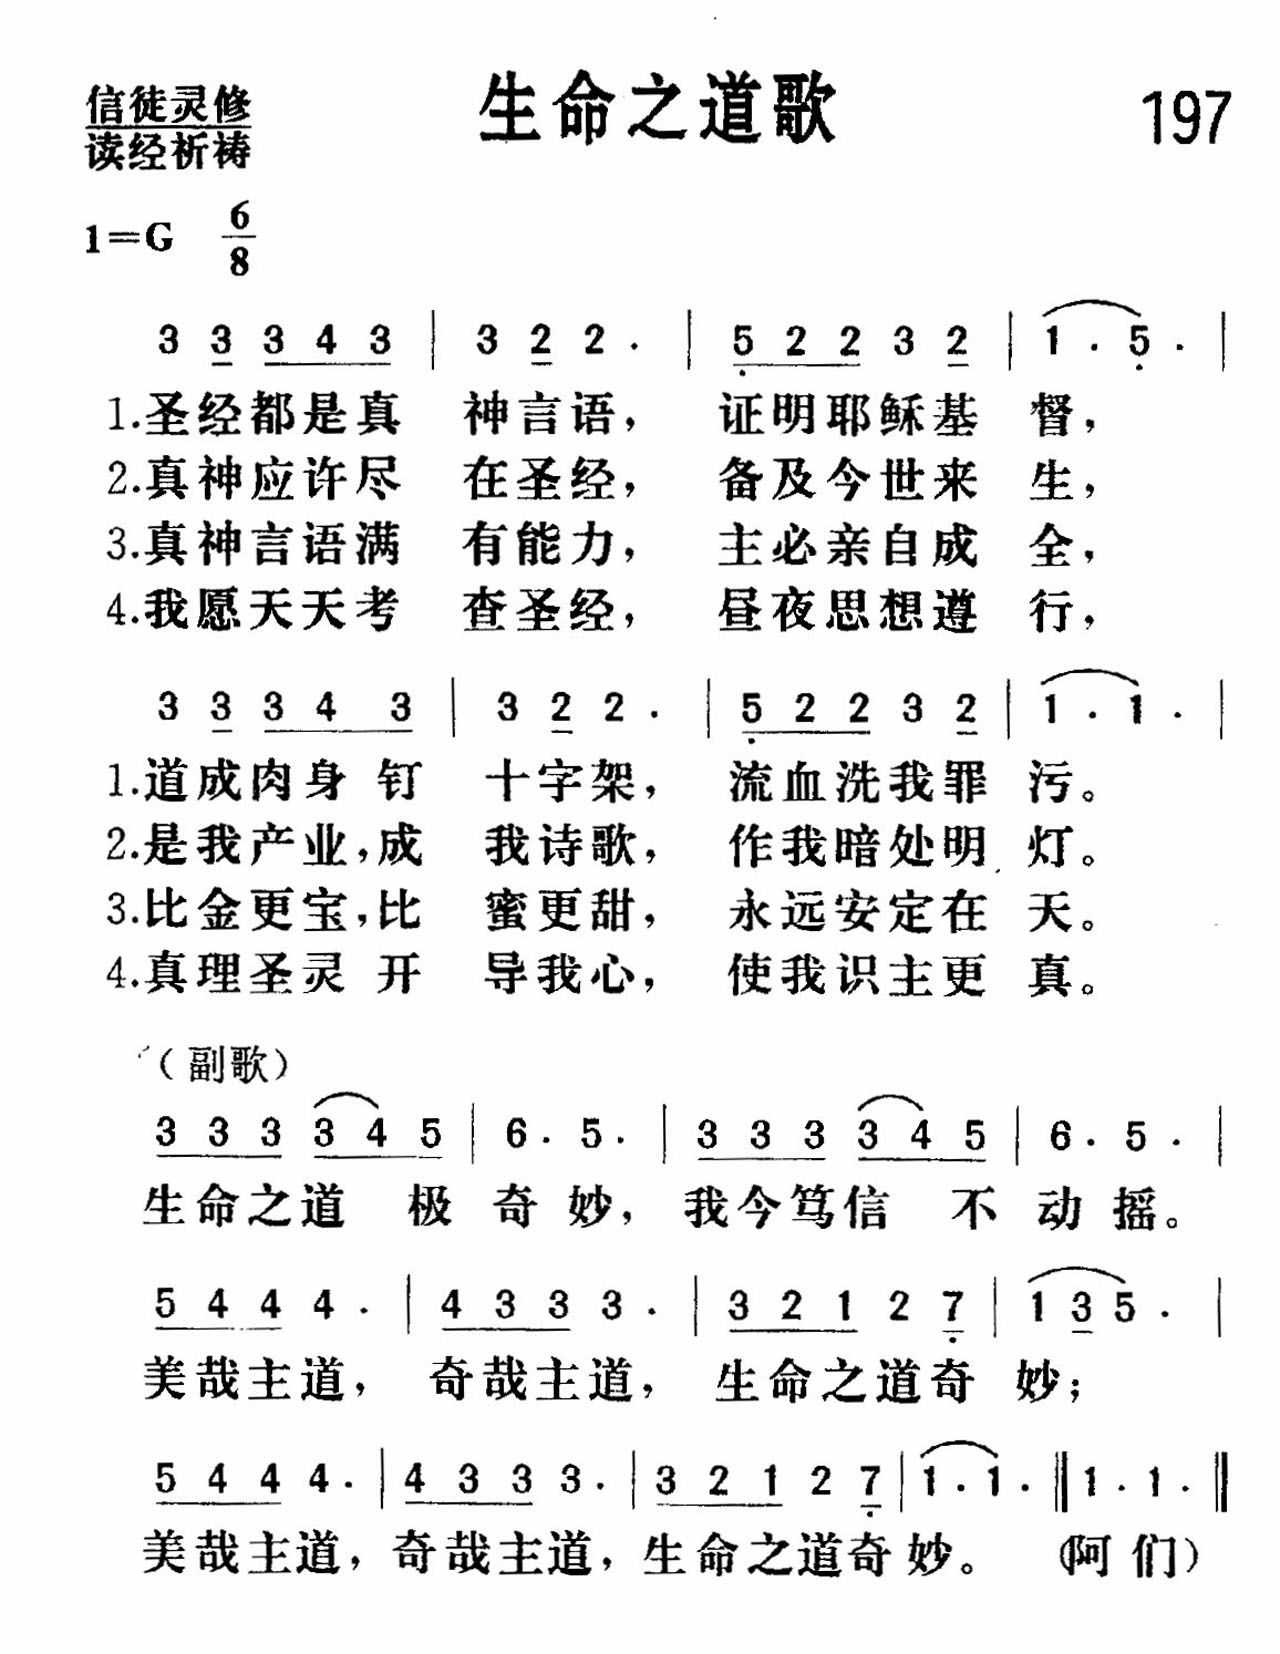 信徒灵修
读经祈祷
生命之道歌
197
1=G 6/8
3 3 3 4 3 | 3 2 2 . | 5 2 2 3 2 | 1 . 5 . |
1.圣经都是真 神言语，证明耶稣基 督，
2.真神应许尽 在圣经，备及今世来 生，
3.真神言语满 有能力，主必亲自成 全，
4.我愿天天考 查圣经，昼夜思想遵 行，
3 3 3 4 3 | 3 2 2 . | 5 2 2 3 2 | 1 . 1 . |
1.道成肉身 钉 十字架，流血洗我罪 污。
2.是我产业，成 我诗歌，作我暗处明 灯。
3.比金更宝，比 蜜更甜，永远安定在 天。
4.真理圣灵 开 导我心，使我识主更 真。
（副歌）
3 3 3 3 4 5 | 6 . 5 . | 3 3 3 3 4 5 | 6 . 5 . |
生命之道 极 奇 妙，我今笃信 不 动 摇。
5 4 4 4 . | 4 3 3 3 . | 3 2 1 2 7 | 1 3 5 . |
美哉主道，奇哉主道，生命之道奇 妙；
5 4 4 4 . | 4 3 3 3 . | 3 2 1 2 7 | 1 . 1 . ‖ 1 . 1 . ‖
美哉主道，奇哉主道，生命之道奇 妙。（阿们）